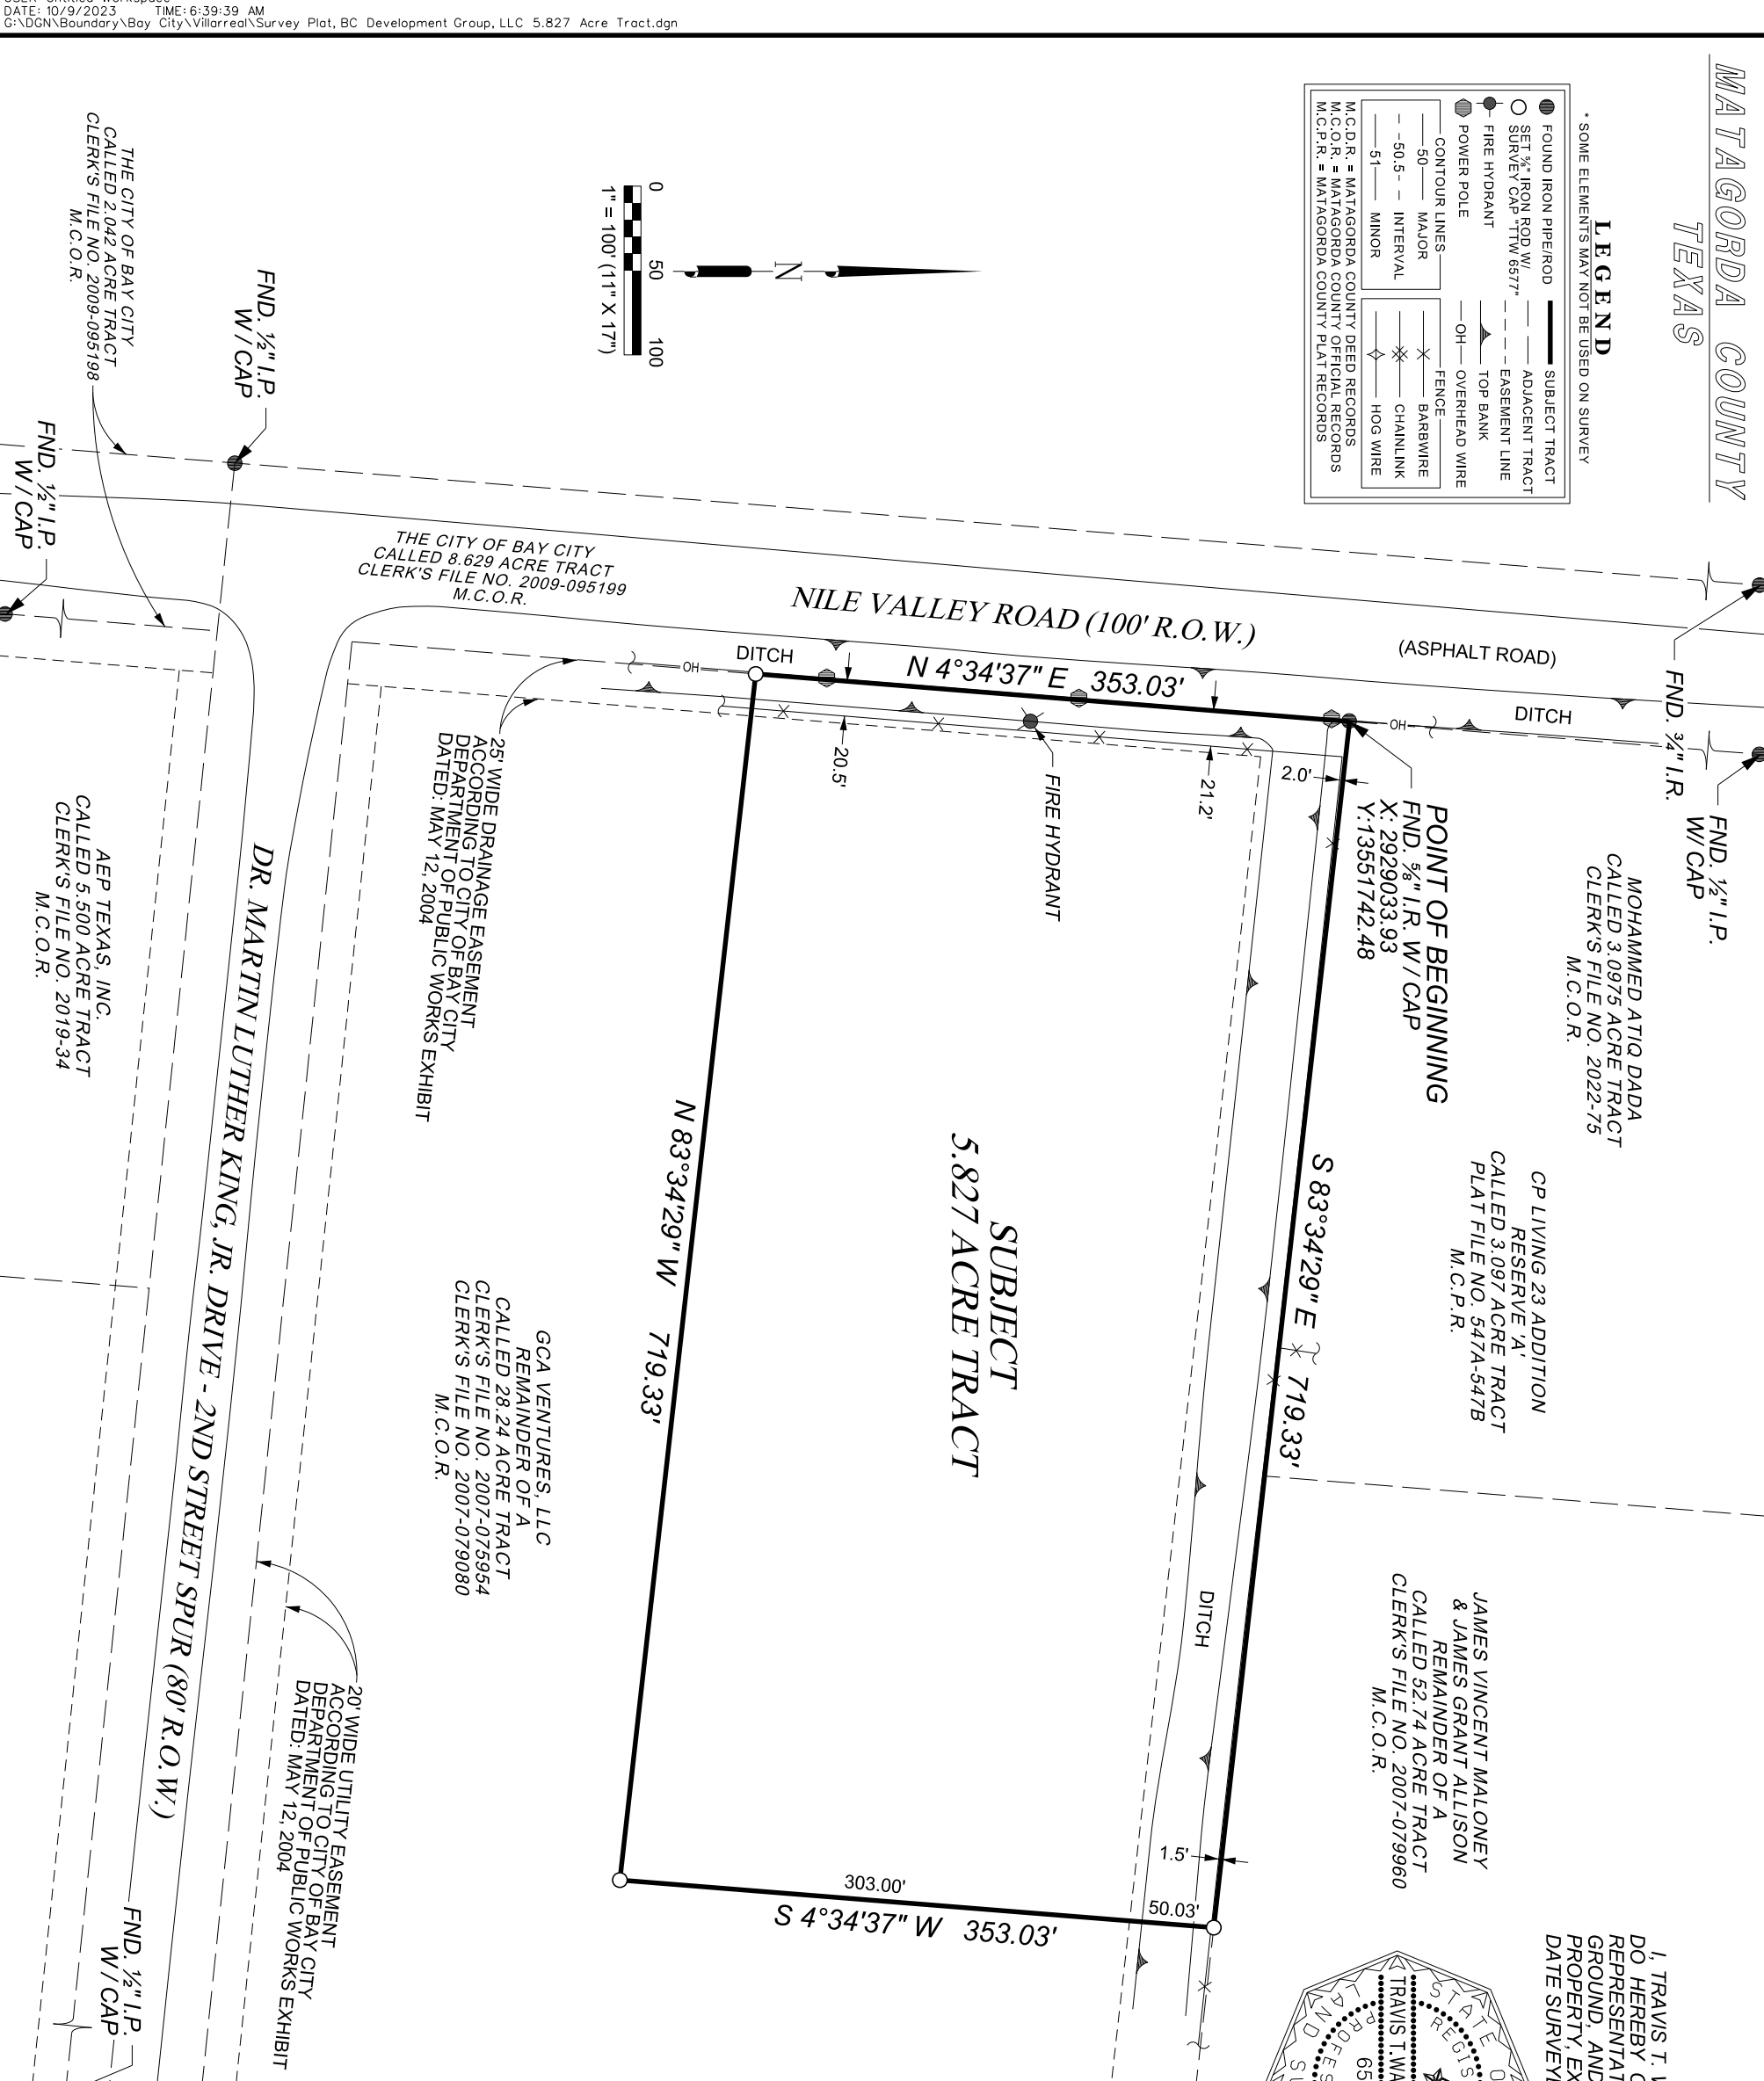 DATE: 10/9/2023 TIME: 6:39:39 AM
G:\DGN\Boundary\Bay City\Villarreal\Survey Plat, BC Development Group, LLC 5.827 Acre Tract.dgn
MATAGORDA COUNTY
TEXAS
LEGEND
* SOME ELEMENTS MAY NOT BE USED ON SURVEY
FOUND IRON PIPE/ROD
SET ⅝" IRON ROD W/
SURVEY CAP "TTW 6577"
FIRE HYDRANT
POWER POLE
SUBJECT TRACT
ADJACENT TRACT
EASEMENT LINE
TOP BANK
OH OVERHEAD WIRE
CONTOUR LINES
50 MAJOR
50.5 INTERVAL
51 MINOR
FENCE
BARBWIRE
CHAINLINK
HOG WIRE
M.C.D.R. = MATAGORDA COUNTY DEED RECORDS
M.C.O.R. = MATAGORDA COUNTY OFFICIAL RECORDS
M.C.P.R. = MATAGORDA COUNTY PLAT RECORDS
N
0 50 100
1" = 100' (11" X 17")
THE CITY OF BAY CITY
CALLED 2.042 ACRE TRACT
CLERK'S FILE NO. 2009-095198
M.C.O.R.
FND. ½" I.P.
W / CAP
FND. ½" I.P.
W / CAP
THE CITY OF BAY CITY
CALLED 8.629 ACRE TRACT
CLERK'S FILE NO. 2009-095199
M.C.O.R.
NILE VALLEY ROAD (100' R.O.W.)
(ASPHALT ROAD)
FND. ¾" I.R.
FND. ½" I.P.
W/ CAP
DITCH
OH
N 4°34'37" E 353.03'
OH
DITCH
20.5'
21.2'
2.0'
FIRE HYDRANT
POINT OF BEGINNING
FND. ⅝" I.R. W / CAP
X: 2929033.93
Y:13551742.48
MOHAMMED ATIQ DADA
CALLED 3.0975 ACRE TRACT
CLERK'S FILE NO. 2022-75
M.C.O.R.
CP LIVING 23 ADDITION
RESERVE 'A'
CALLED 3.097 ACRE TRACT
PLAT FILE NO. 547A-547B
M.C.P.R.
S 83°34'29" E 719.33'
JAMES VINCENT MALONEY
& JAMES GRANT ALLISON
REMAINDER OF A
CALLED 52.74 ACRE TRACT
CLERK'S FILE NO. 2007-079960
M.C.O.R.
SUBJECT
5.827 ACRE TRACT
DITCH
1.5'
50.03'
303.00'
S 4°34'37" W 353.03'
N 83°34'29" W 719.33'
25' WIDE DRAINAGE EASEMENT
ACCORDING TO CITY OF BAY CITY
DEPARTMENT OF PUBLIC WORKS EXHIBIT
DATED: MAY 12, 2004
GCA VENTURES, LLC
REMAINDER OF A
CALLED 28.24 ACRE TRACT
CLERK'S FILE NO. 2007-075954
CLERK'S FILE NO. 2007-079080
M.C.O.R.
DR. MARTIN LUTHER KING, JR. DRIVE - 2ND STREET SPUR (80' R.O.W.)
AEP TEXAS, INC.
CALLED 5.500 ACRE TRACT
CLERK'S FILE NO. 2019-34
M.C.O.R.
20' WIDE UTILITY EASEMENT
ACCORDING TO CITY OF BAY CITY
DEPARTMENT OF PUBLIC WORKS EXHIBIT
DATED: MAY 12, 2004
FND. ½" I.P.
W / CAP
I, TRAVIS T.
DO HEREBY
GROUND, AND
PROPERTY,
DATE
STATE
TRAVIS T.
65
LAND